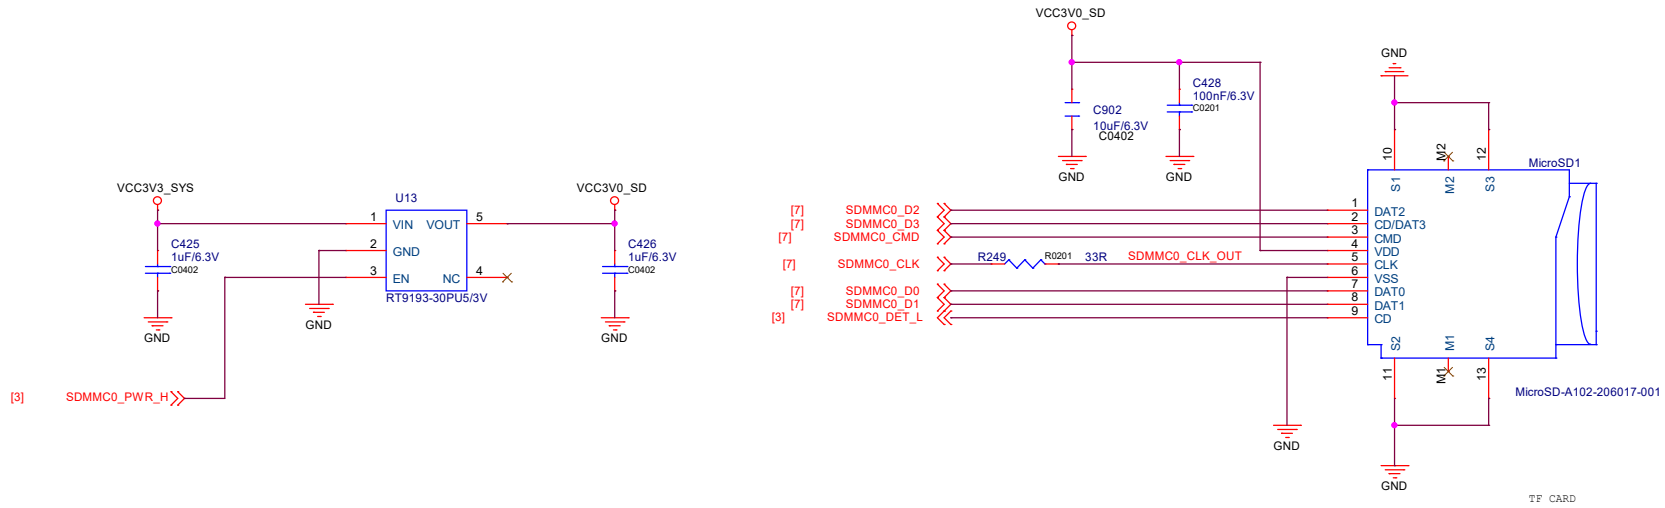 VCC3V0_SD
GND
C428
100nF/6.3V
C0201
C902
10uF/6.3V
C0402
GND
GND
10
M2
12
MicroSD1
S1
M2
S3
VCC3V3_SYS
U13
VCC3V0_SD
1
VIN
VOUT
5
2
GND
3
EN
NC
4
RT9193-30PU5/3V
C425
1uF/6.3V
C0402
C426
1uF/6.3V
C0402
GND
GND
GND
[3] SDMMC0_PWR_H
[7] SDMMC0_D2 1 DAT2
[7] SDMMC0_D3 2 CD/DAT3
[7] SDMMC0_CMD 3 CMD
4 VDD
[7] SDMMC0_CLK R249 R0201 33R SDMMC0_CLK_OUT 5 CLK
6 VSS
[7] SDMMC0_D0 7 DAT0
[7] SDMMC0_D1 8 DAT1
[3] SDMMC0_DET_L 9 CD
S2
M1
S4
11
M1
13
MicroSD-A102-206017-001
GND
GND
TF CARD